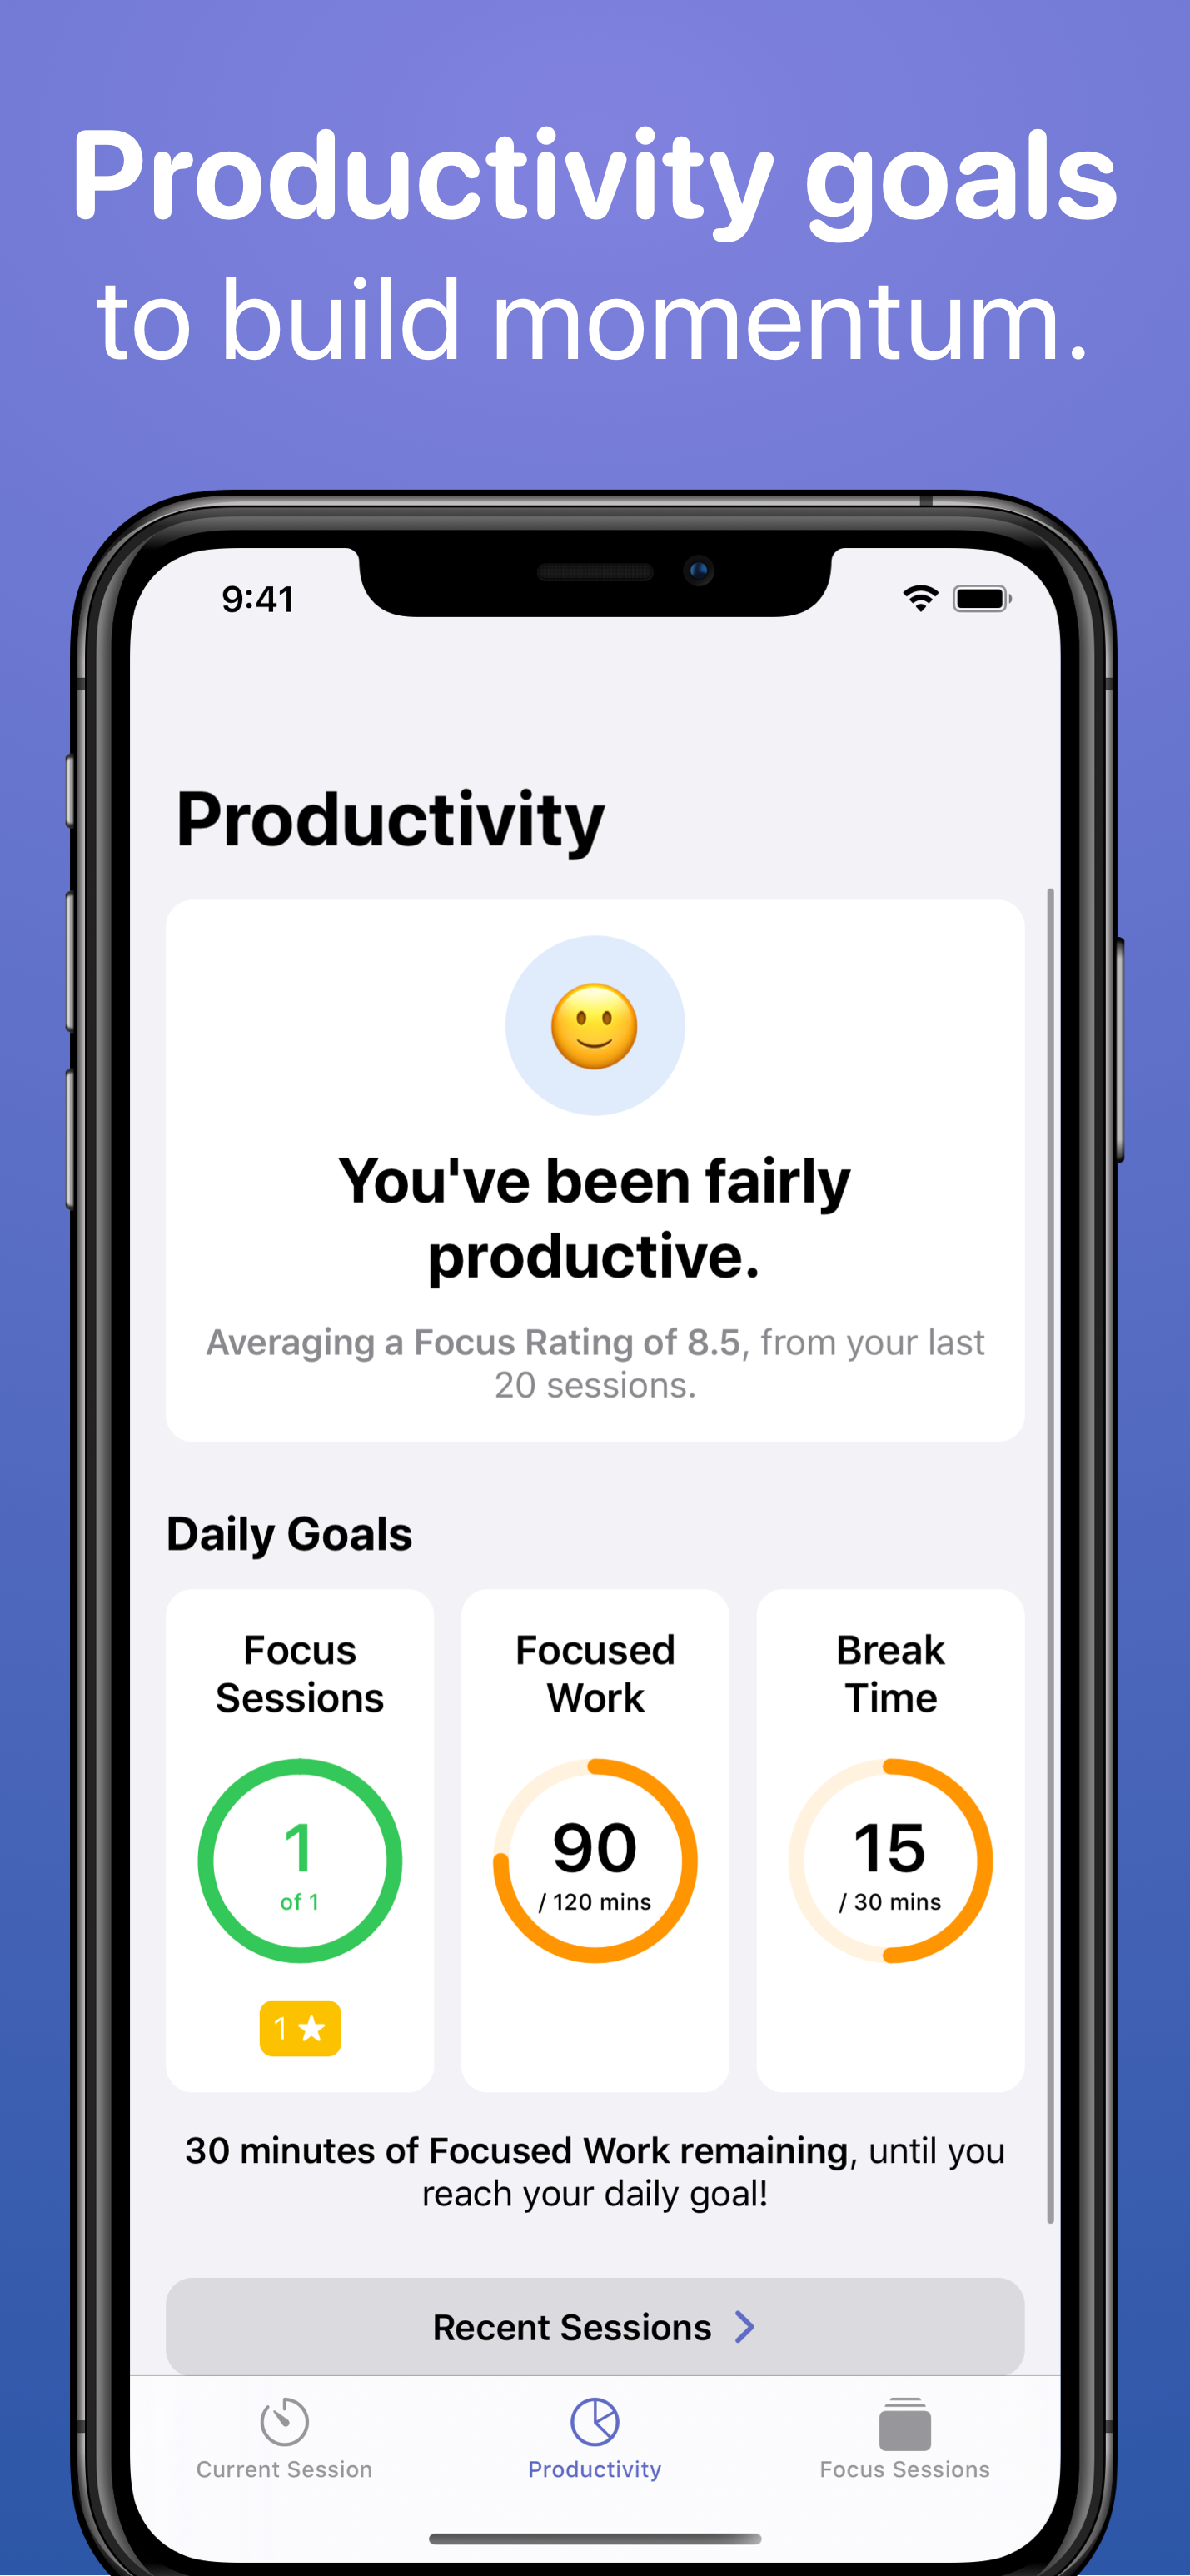 Productivity goals
to build momentum.
9:41
Productivity
You've been fairly
productive.
Averaging a Focus Rating of 8.5, from your last
20 sessions.
Daily Goals
Focus
Sessions
1
of 1
1
Focused
Work
90
/ 120 mins
Break
Time
15
/ 30 mins
30 minutes of Focused Work remaining, until you
reach your daily goal!
Recent Sessions
Current Session
Productivity
Focus Sessions